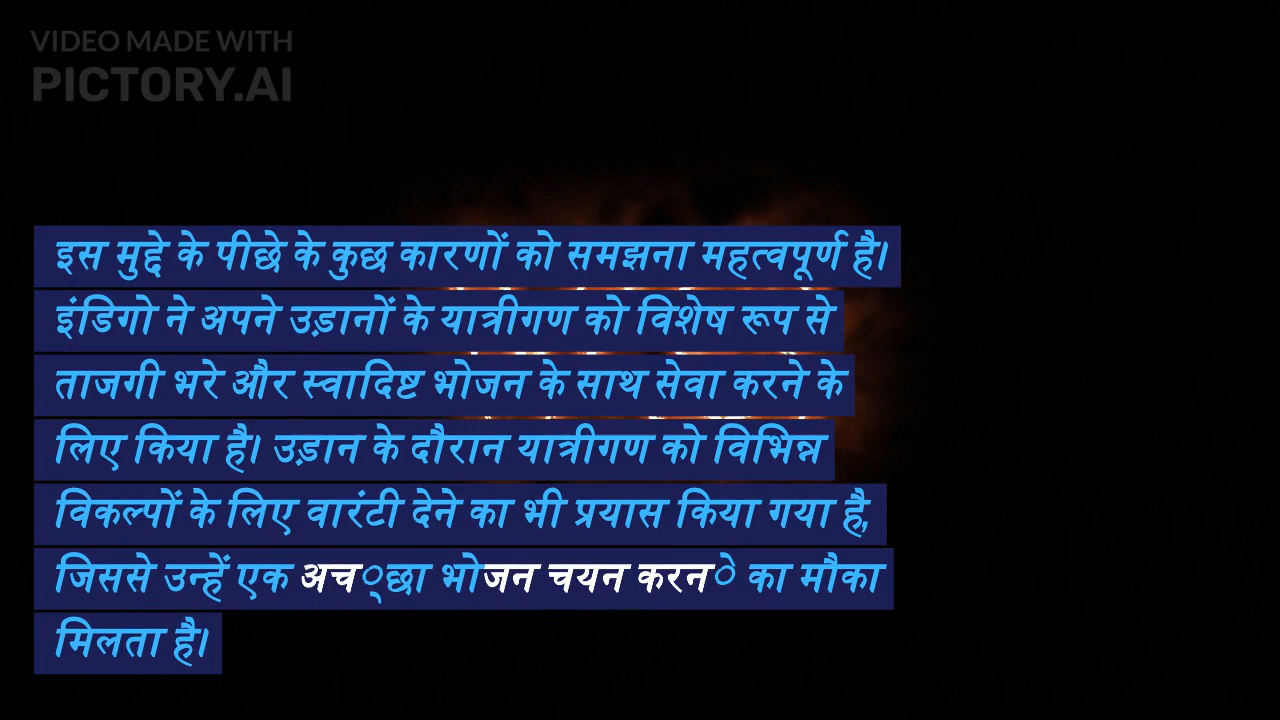 VIDEO MADE WITH
PICTORY.AI
इस मुद्दे के पीछे के कुछ कारणों को समझना महत्वपूर्ण है।
इंडिगो ने अपने उड़ानों के यात्रीगण को विशेष रूप से
ताजगी भरे और स्वादिष्ट भोजन के साथ सेवा करने के
लिए किया है। उड़ान के दौरान यात्रीगण को विभिन्न
विकल्पों के लिए वारंटी देने का भी प्रयास किया गया है,
जिससे उन्हें एक अच्छा भोजन चयन करने का मौका
मिलता है।